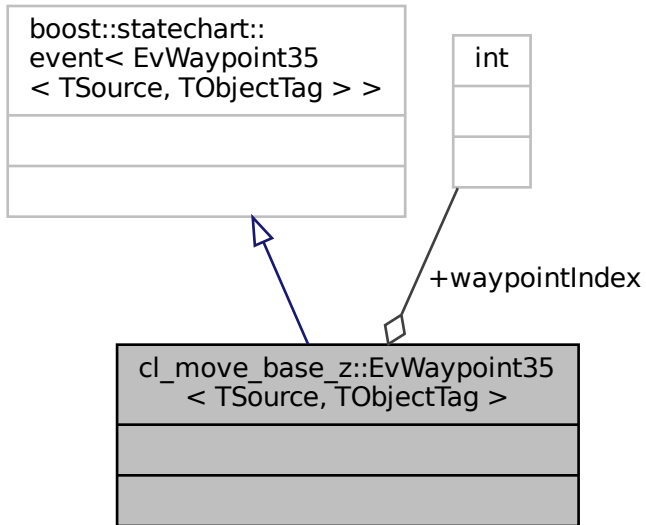 boost::statechart::
event< EvWaypoint35
< TSource, TObjectTag > >
int
+waypointIndex
cl_move_base_z::EvWaypoint35
< TSource, TObjectTag >